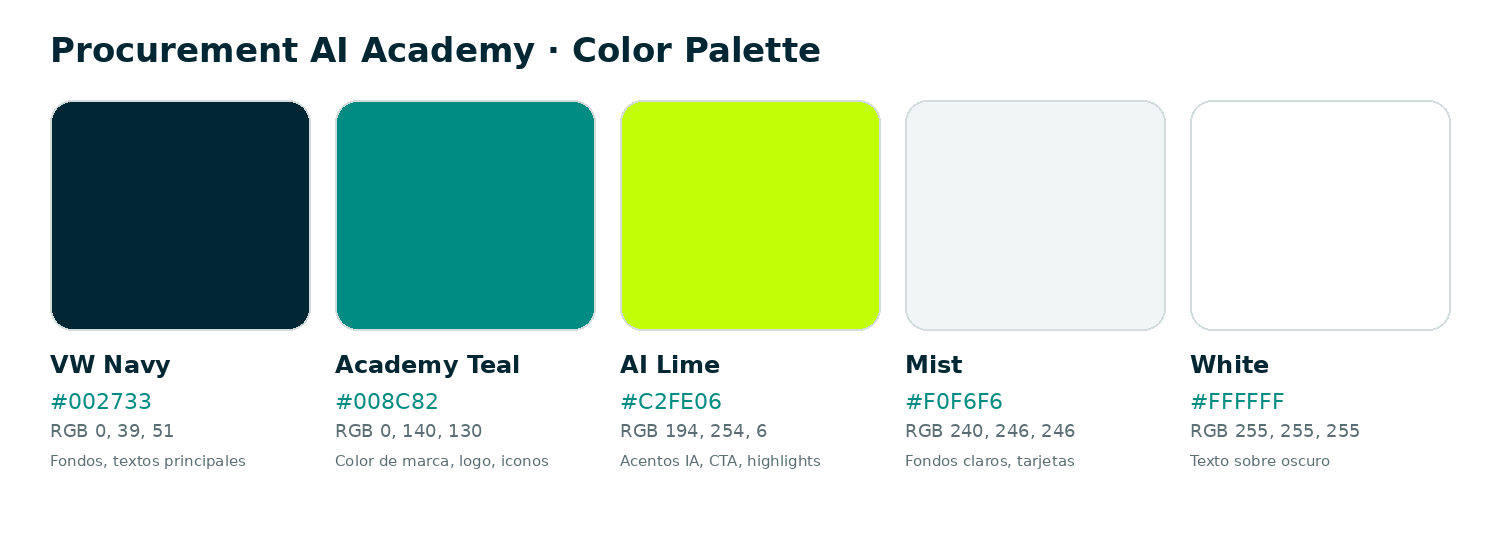 Procurement AI Academy · Color Palette
VW Navy
#002733
RGB 0, 39, 51
Fondos, textos principales
Academy Teal
#008C82
RGB 0, 140, 130
Color de marca, logo, iconos
AI Lime
#C2FE06
RGB 194, 254, 6
Acentos IA, CTA, highlights
Mist
#F0F6F6
RGB 240, 246, 246
Fondos claros, tarjetas
White
#FFFFFF
RGB 255, 255, 255
Texto sobre oscuro